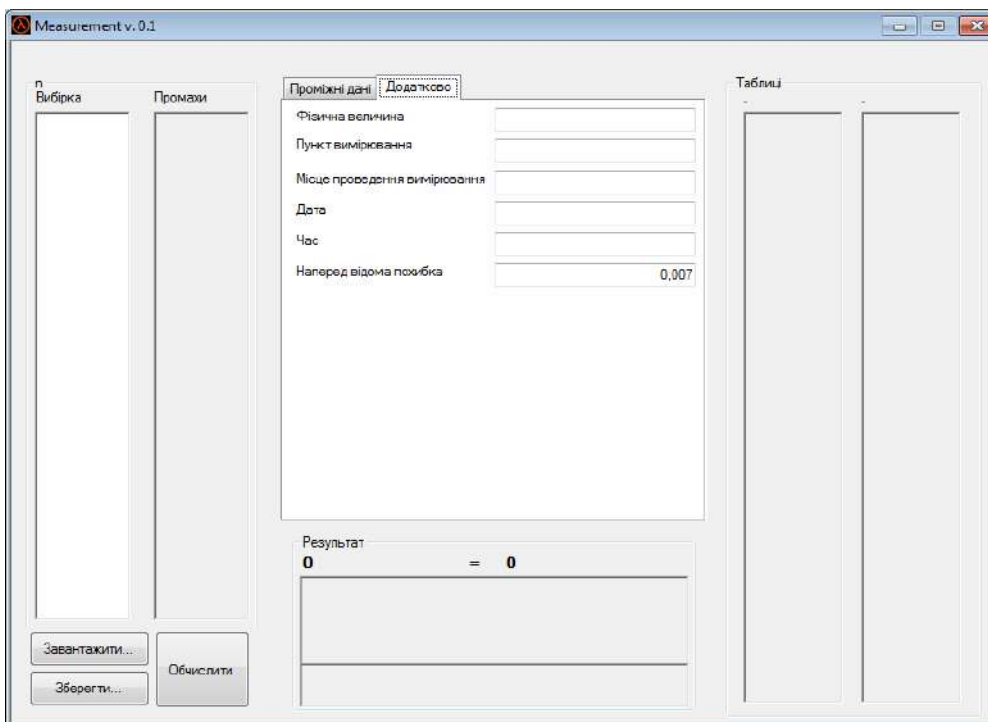 Measurement v. 0.1
n
Вибірка
Промахи
Проміжні дані
Додатково
Таблиці
-
-
Фізична величина
Пункт вимірювання
Місце проведення вимірювання
Дата
Час
Наперед відома похибка
0,007
Результат
0 = 0
Завантажити...
Зберегти...
Обчислити